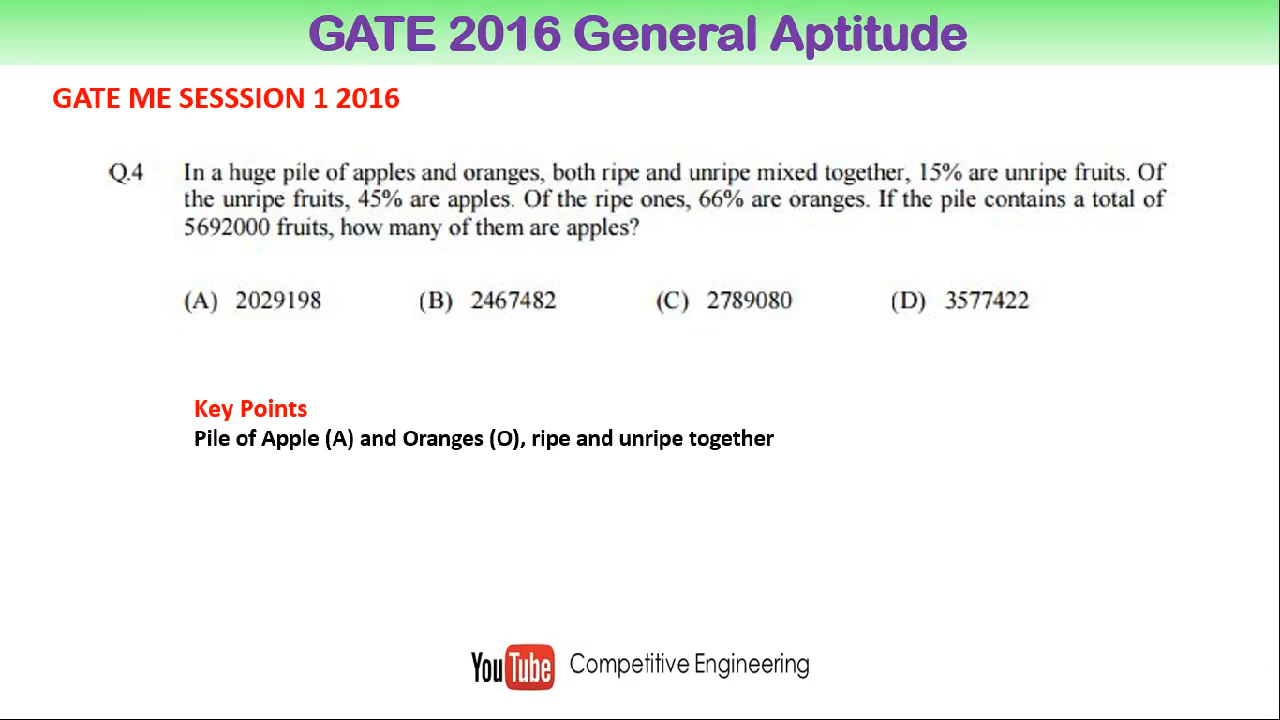 GATE 2016 General Aptitude
GATE ME SESSSION 1 2016
Q.4 In a huge pile of apples and oranges, both ripe and unripe mixed together, 15% are unripe fruits. Of
the unripe fruits, 45% are apples. Of the ripe ones, 66% are oranges. If the pile contains a total of
5692000 fruits, how many of them are apples?
(A) 2029198 (B) 2467482 (C) 2789080 (D) 3577422
Key Points
Pile of Apple (A) and Oranges (O), ripe and unripe together
YouTube Competitive Engineering